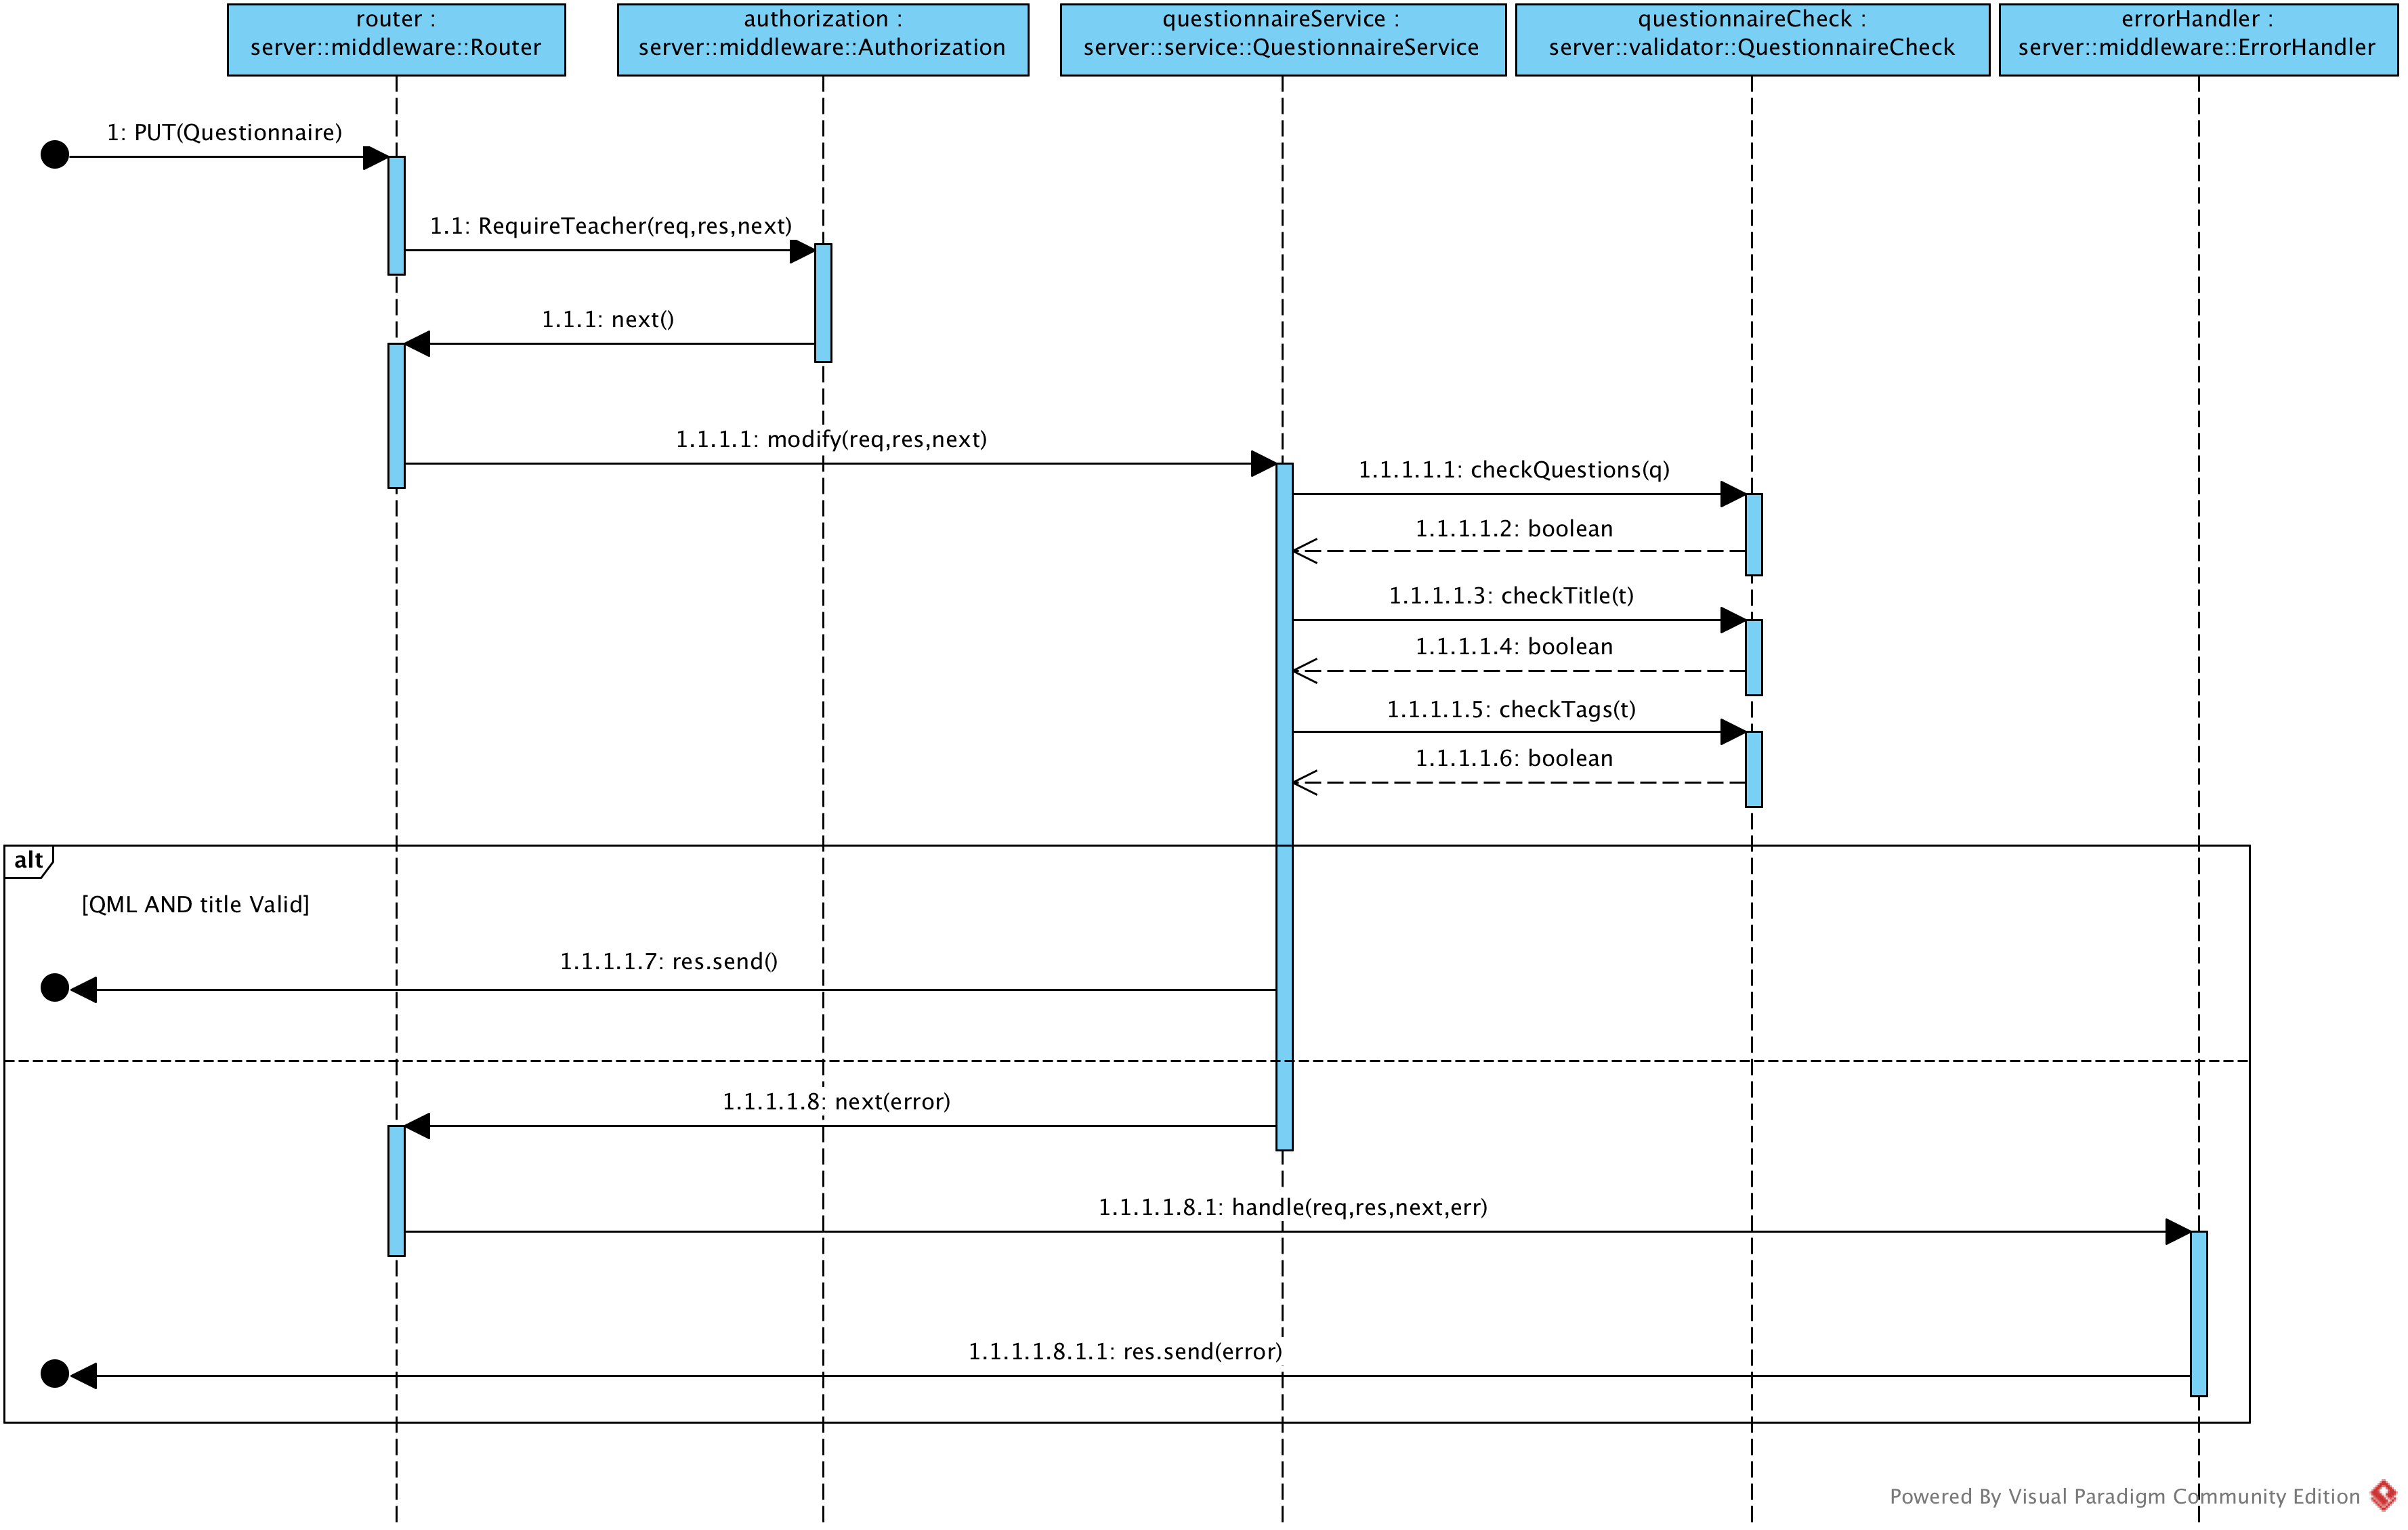 router :
server::middleware::Router
authorization :
server::middleware::Authorization
questionnaireService :
server::service::QuestionnaireService
questionnaireCheck :
server::validator::QuestionnaireCheck
errorHandler :
server::middleware::ErrorHandler
1: PUT(Questionnaire)
1.1: RequireTeacher(req,res,next)
1.1.1: next()
1.1.1.1: modify(req,res,next)
1.1.1.1.1: checkQuestions(q)
1.1.1.1.2: boolean
1.1.1.1.3: checkTitle(t)
1.1.1.1.4: boolean
1.1.1.1.5: checkTags(t)
1.1.1.1.6: boolean
alt
[QML AND title Valid]
1.1.1.1.7: res.send()
1.1.1.1.8: next(error)
1.1.1.1.8.1: handle(req,res,next,err)
1.1.1.1.8.1.1: res.send(error)
Powered By Visual Paradigm Community Edition